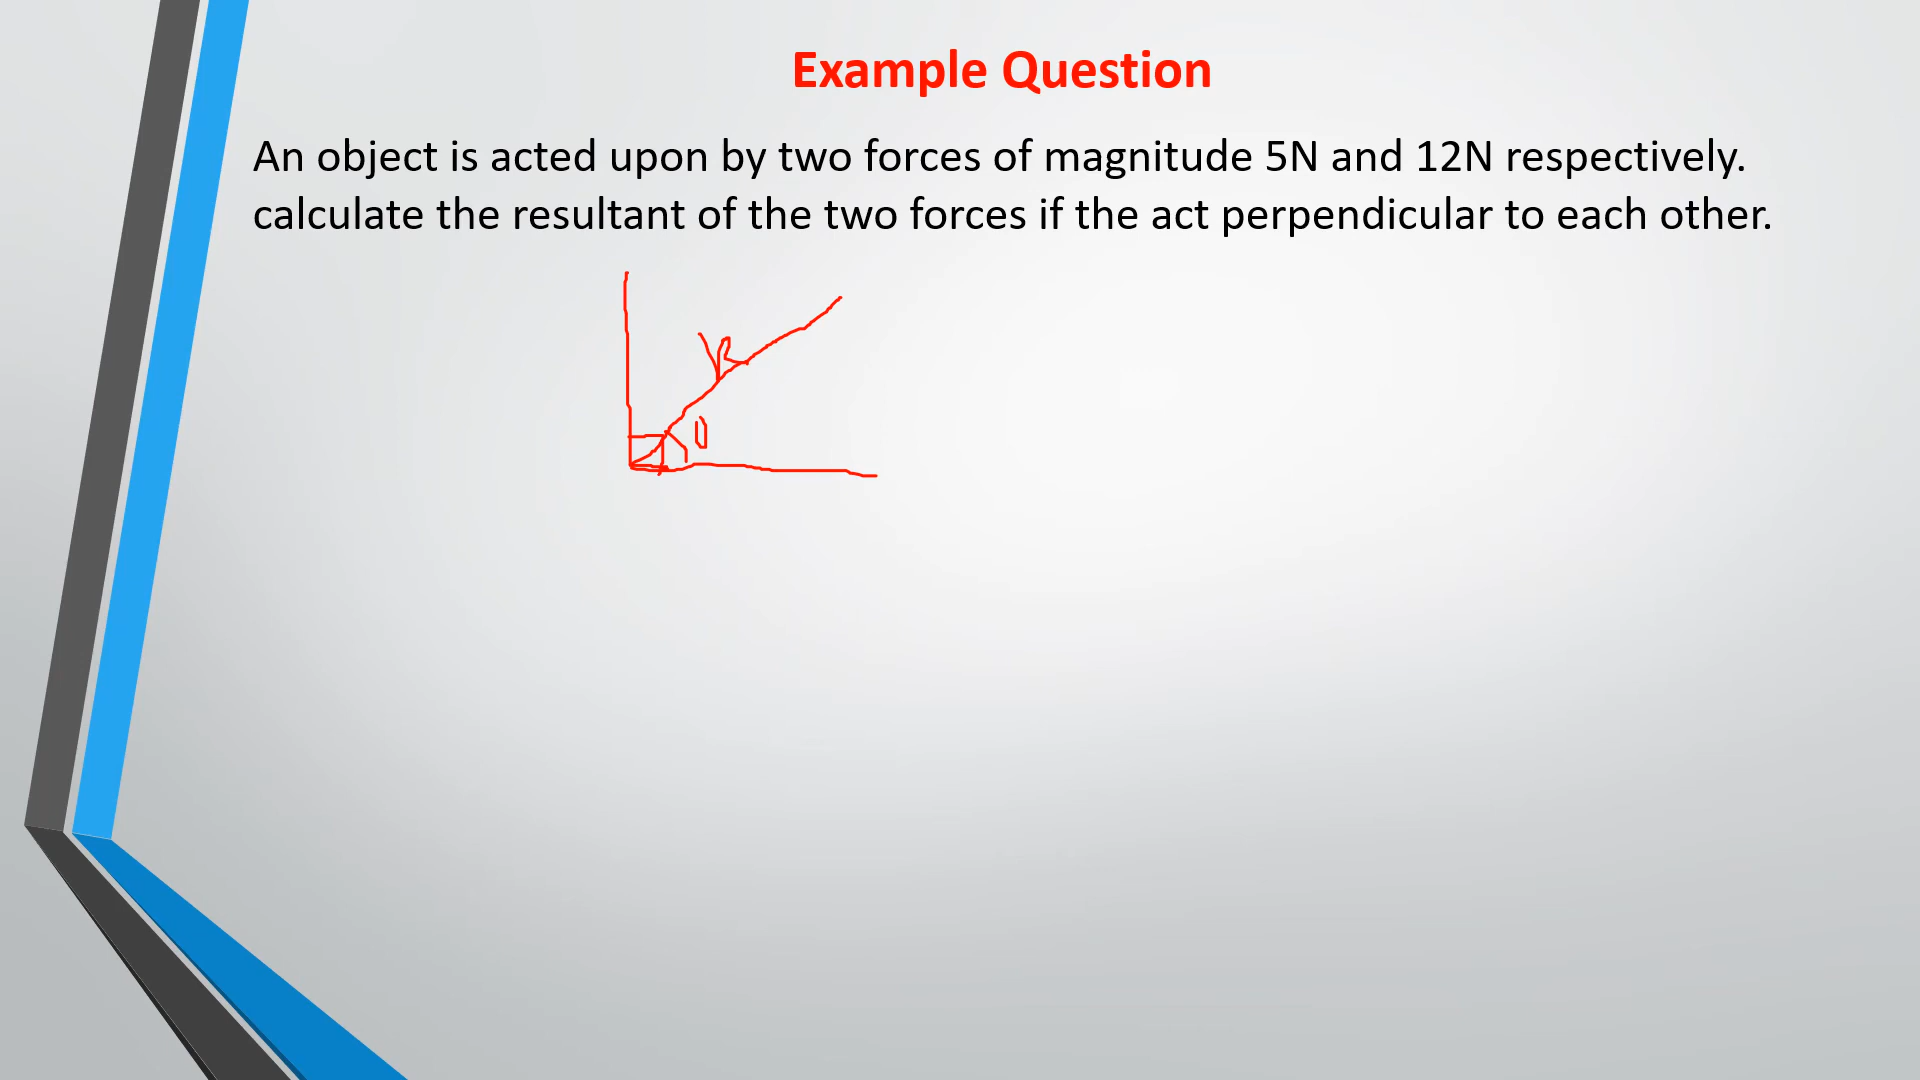 Example Question
An object is acted upon by two forces of magnitude 5N and 12N respectively.
calculate the resultant of the two forces if the act perpendicular to each other.
R